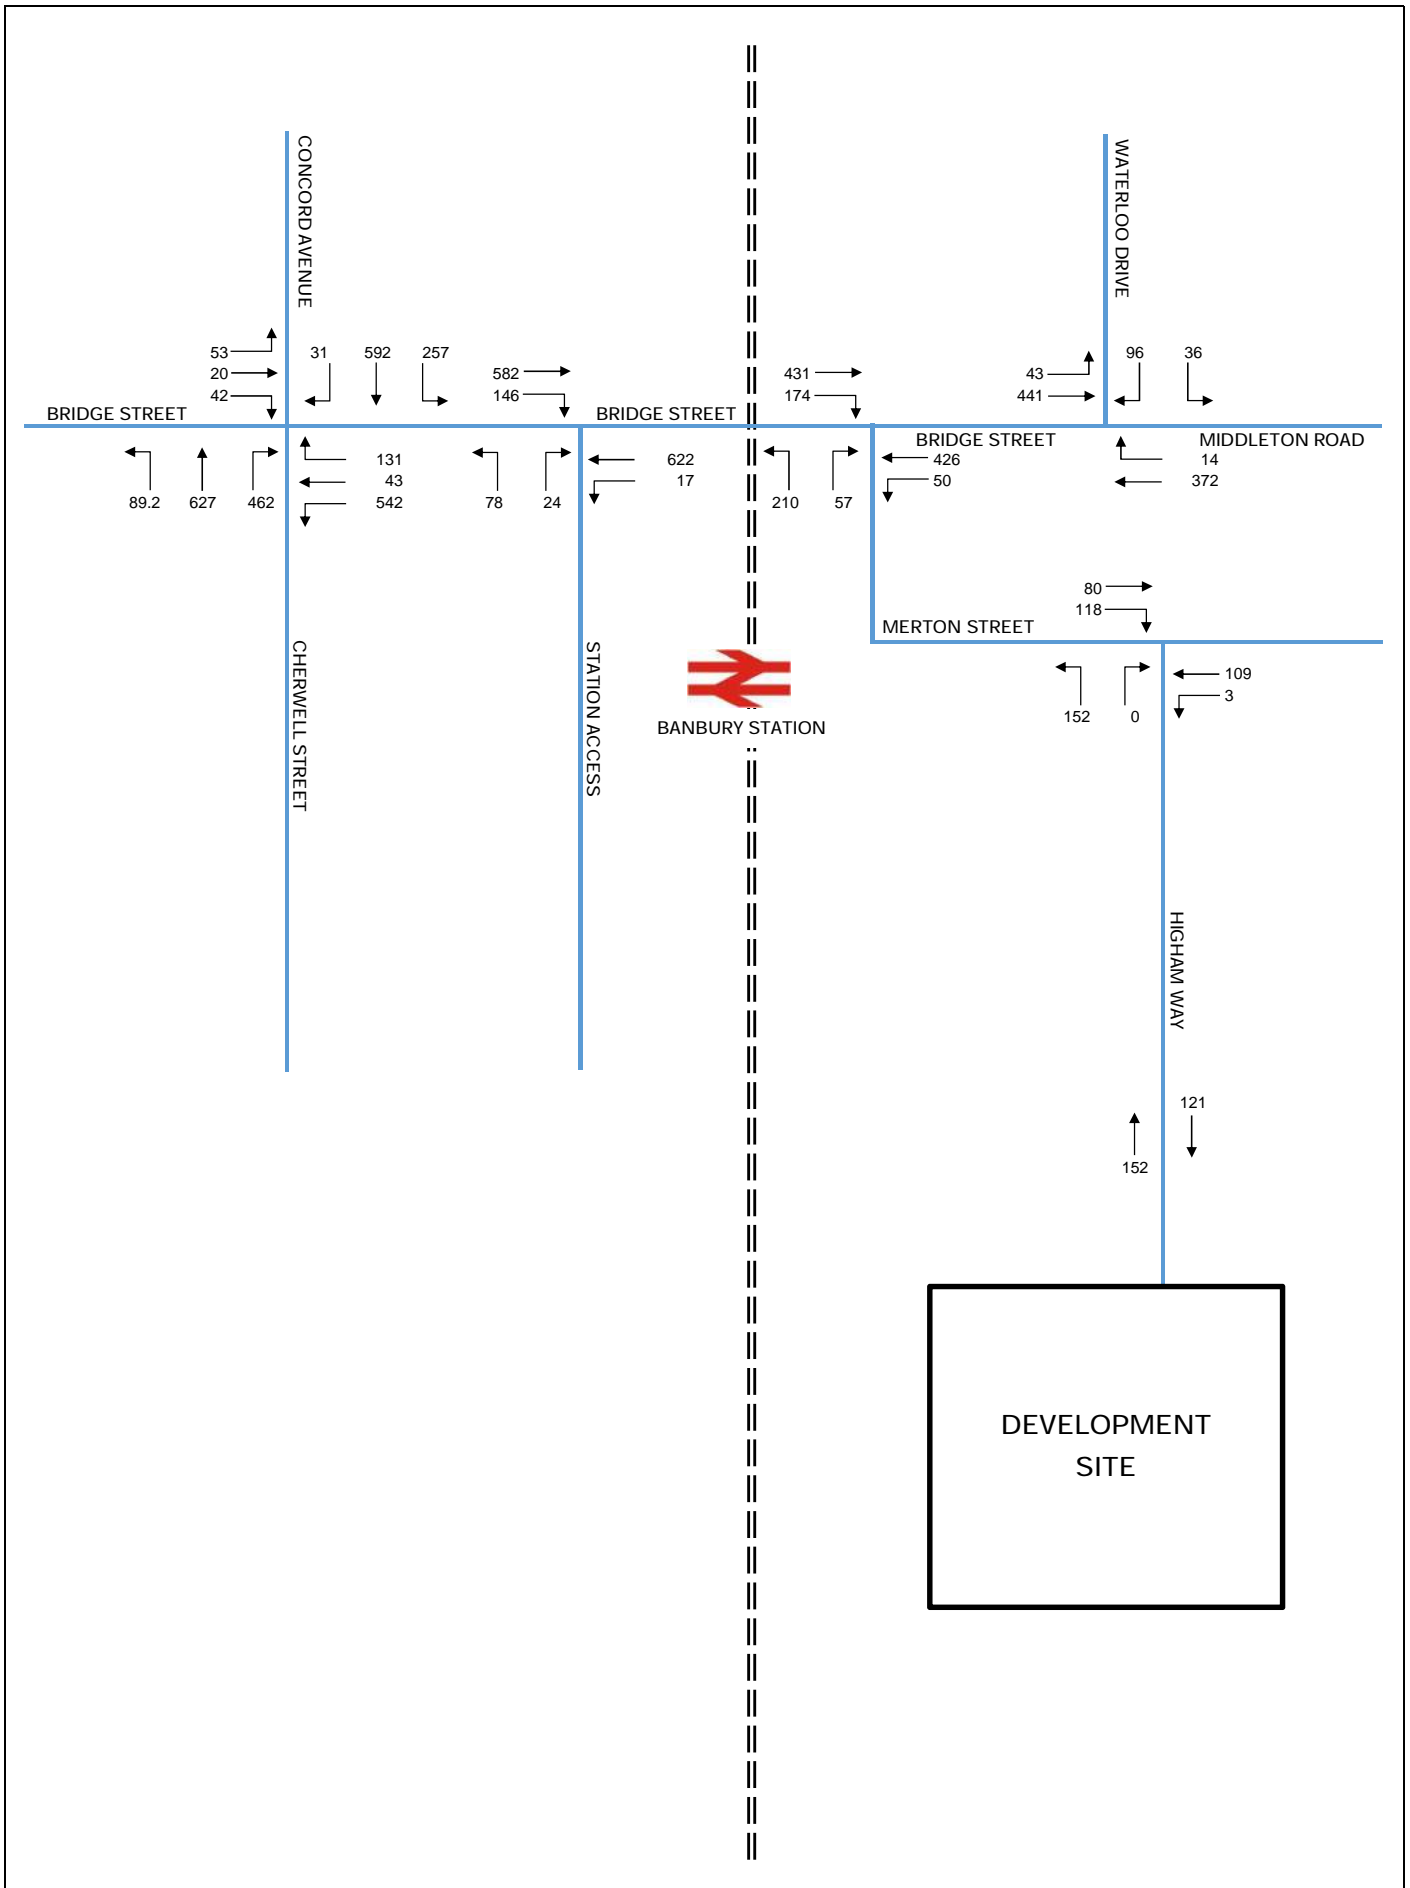 CONCORD AVENUE
WATERLOO DRIVE
53
20
42
31
592
257
582
146
431
174
43
441
96
36
BRIDGE STREET
BRIDGE STREET
BRIDGE STREET
MIDDLETON ROAD
89.2
627
462
131
43
542
78
24
622
17
210
57
426
50
14
372
80
118
MERTON STREET
CHERWELL STREET
STATION ACCESS
BANBURY STATION
152
0
109
3
HIGHAM WAY
121
152
DEVELOPMENT
SITE